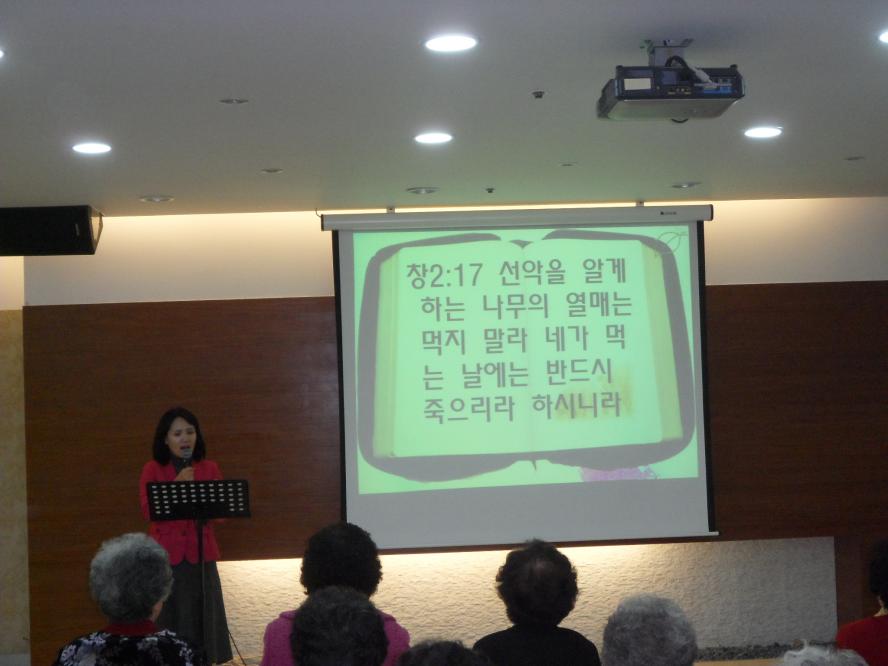 창2:17 선악을 알게
하는 나무의 열매는
먹지 말라 네가 먹
는 날에는 반드시
죽으리라 하시니라